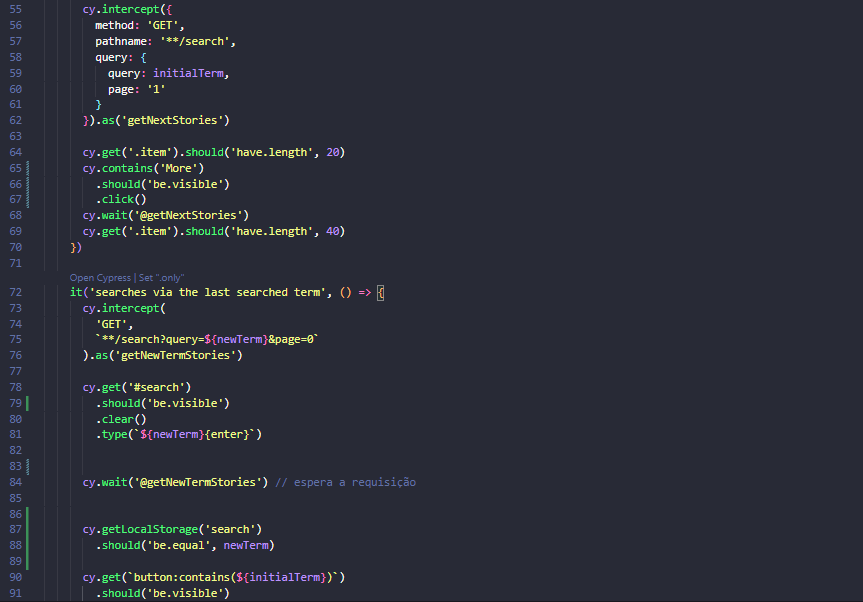 55 cy.intercept({
56 method: 'GET',
57 pathname: '**/search',
58 query: {
59 query: initialTerm,
60 page: '1'
61 }
62 }).as('getNextStories')
63
64 cy.get('.item').should('have.length', 20)
65 cy.contains('More')
66 .should('be.visible')
67 .click()
68 cy.wait('@getNextStories')
69 cy.get('.item').should('have.length', 40)
70 })
71
Open Cypress | Set ".only"
72 it('searches via the last searched term', () => {
73 cy.intercept(
74 'GET',
75 `**/search?query=${newTerm}&page=0`
76 ).as('getNewTermStories')
77
78 cy.get('#search')
79 .should('be.visible')
80 .clear()
81 .type(`${newTerm}{enter}`)
82
83
84 cy.wait('@getNewTermStories') // espera a requisição
85
86
87 cy.getLocalStorage('search')
88 .should('be.equal', newTerm)
89
90 cy.get(`button:contains(${initialTerm})`)
91 .should('be.visible')